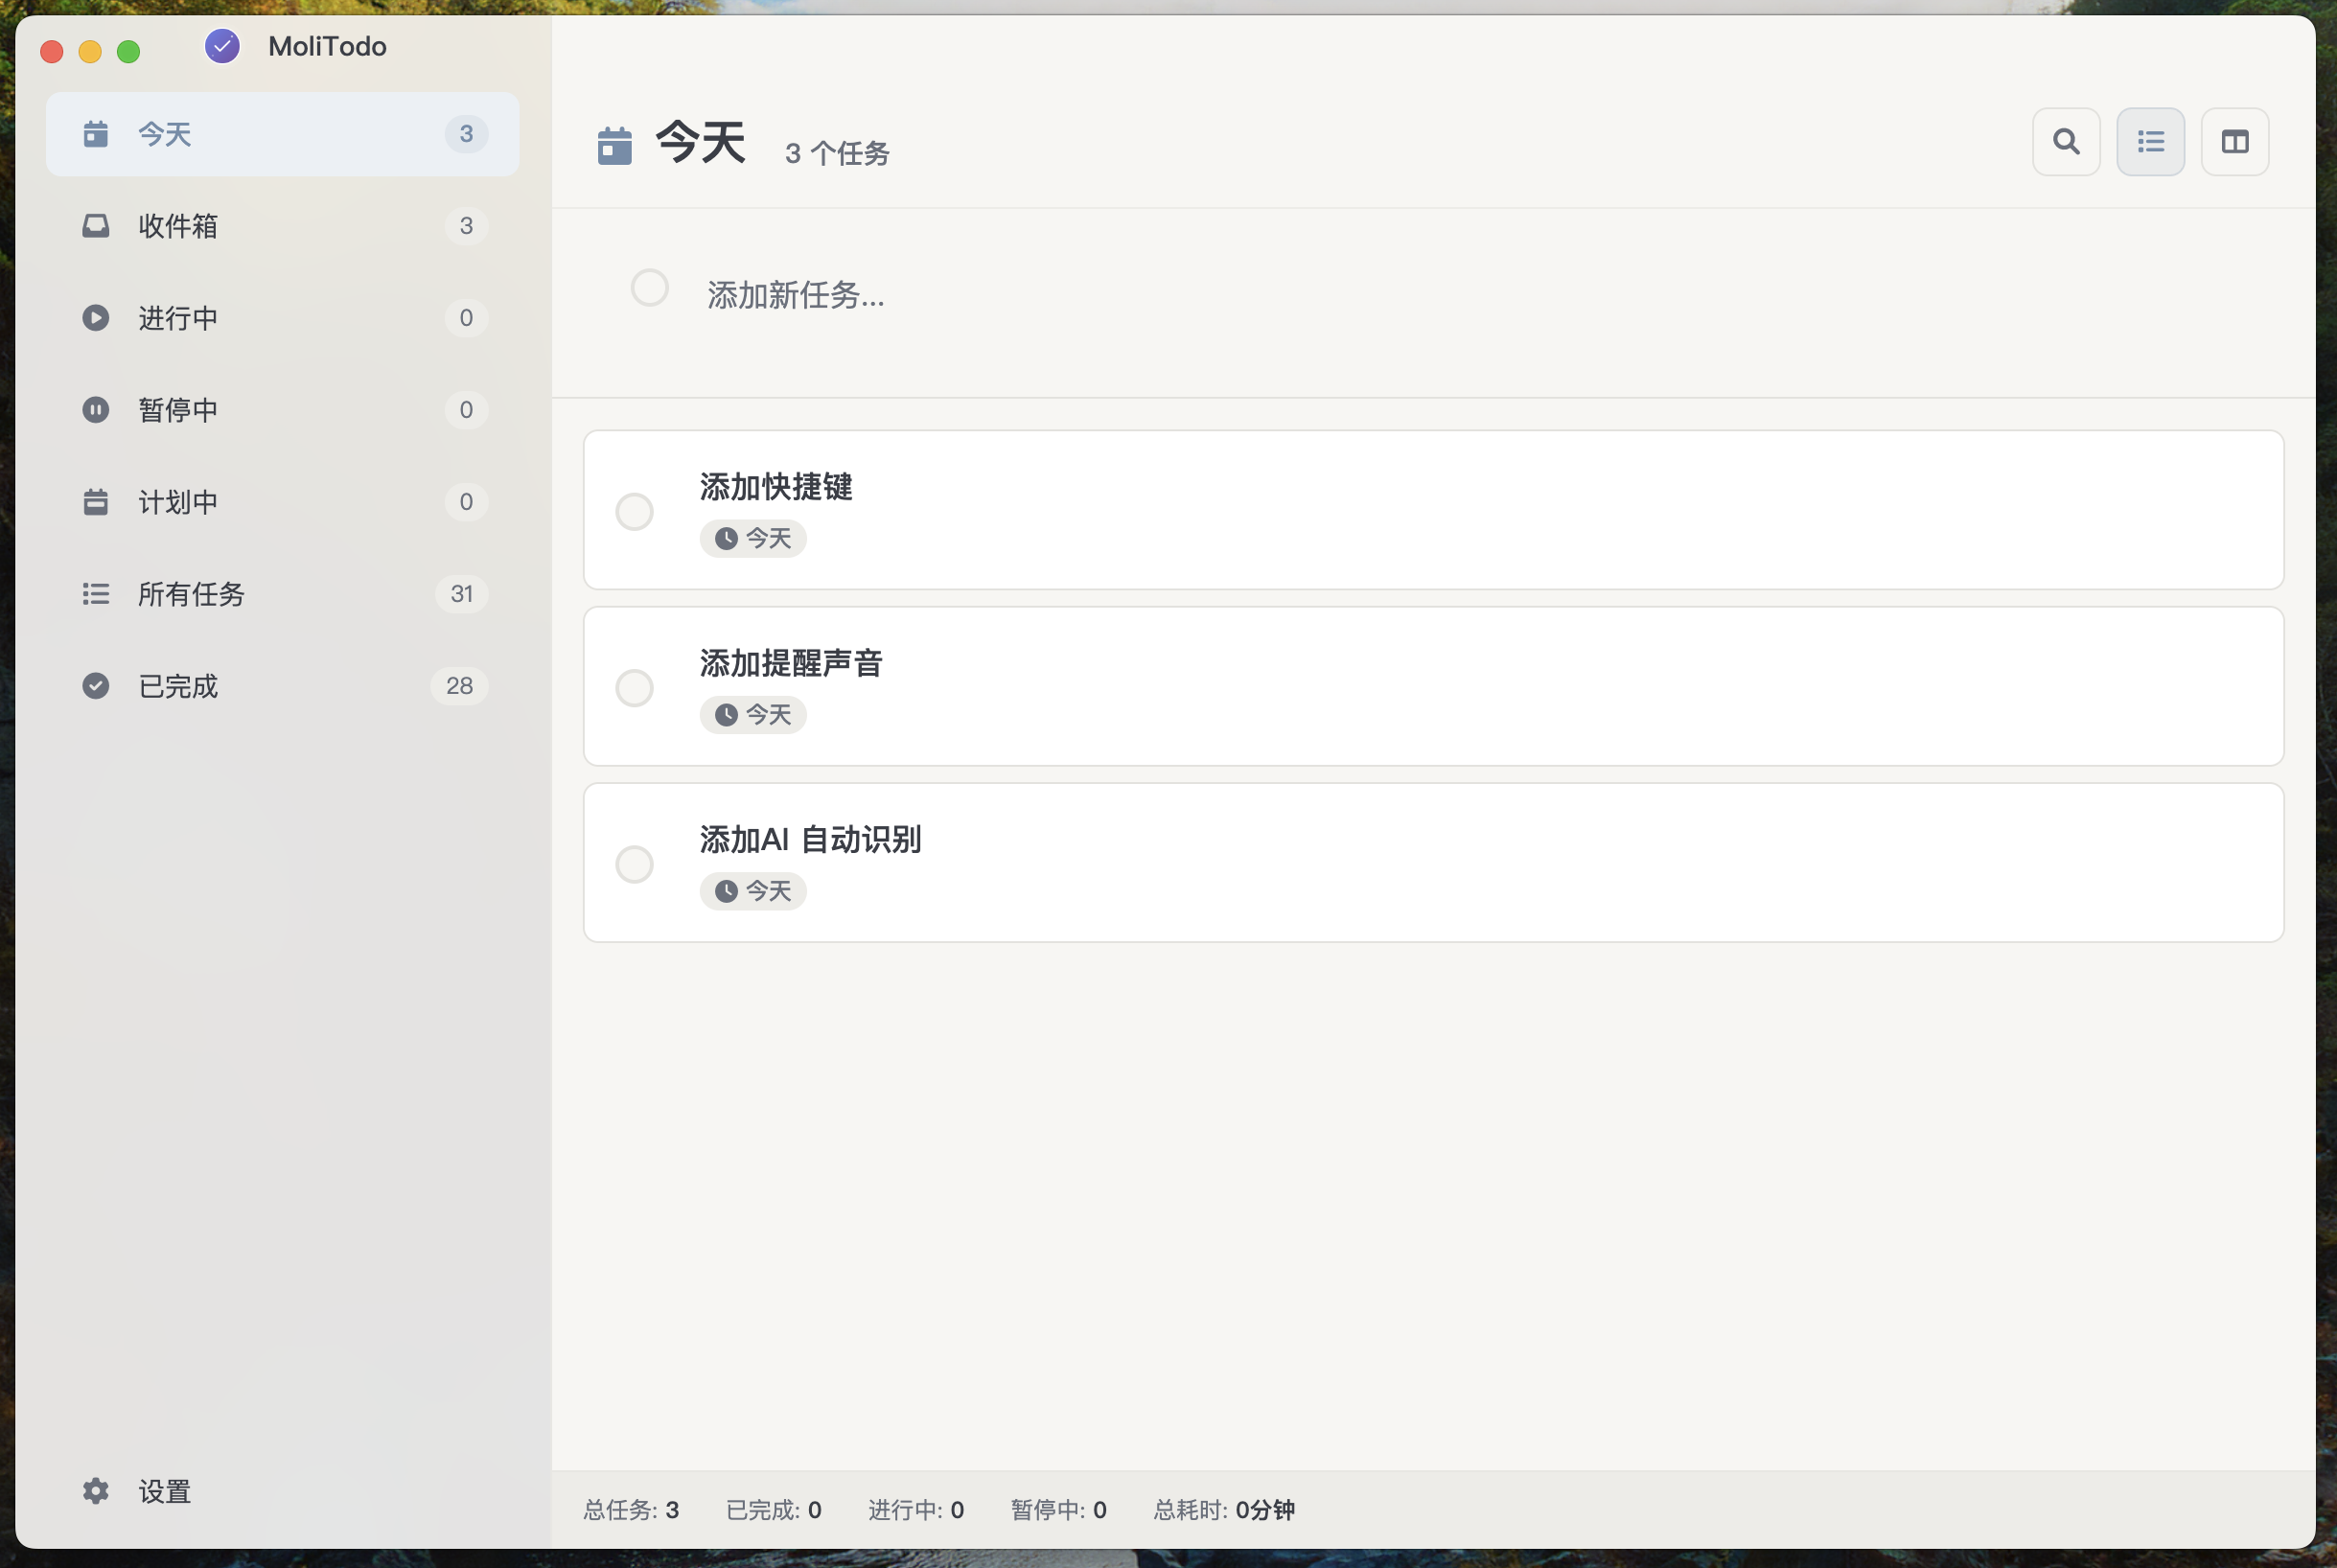 MoliTodo
今天 3
收件箱 3
进行中 0
暂停中 0
计划中 0
所有任务 31
已完成 28
设置
今天 3 个任务
添加新任务...
添加快捷键
今天
添加提醒声音
今天
添加AI 自动识别
今天
总任务: 3 已完成: 0 进行中: 0 暂停中: 0 总耗时: 0分钟